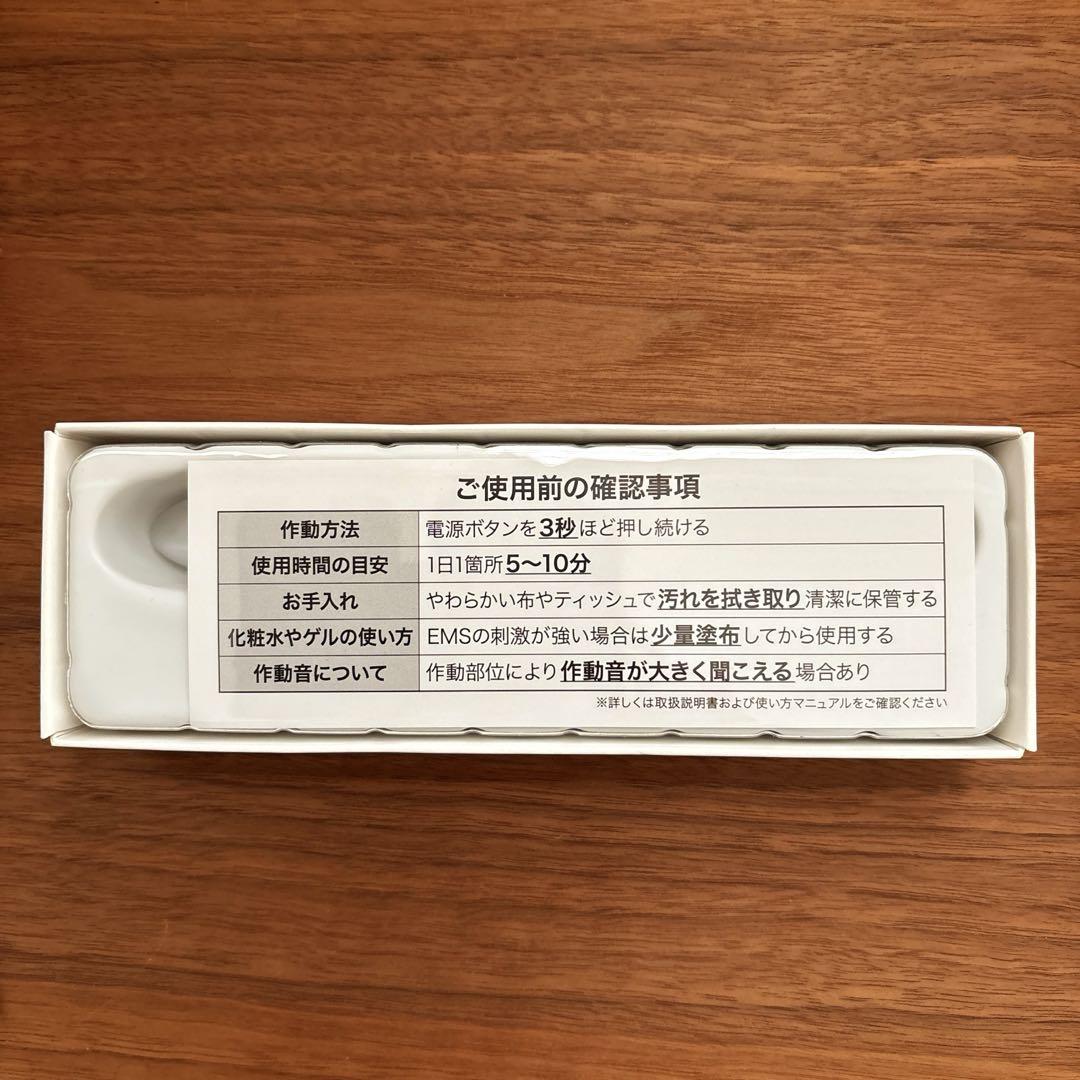 ご使用前の確認事項
作動方法 電源ボタンを3秒ほど押し続ける
使用時間の目安 1日1箇所5〜10分
お手入れ やわらかい布やティッシュで汚れを拭き取り清潔に保管する
化粧水やゲルの使い方 EMSの刺激が強い場合は少量塗布してから使用する
作動音について 作動部位により作動音が大きく聞こえる場合あり
※詳しくは取扱説明書および使い方マニュアルをご確認ください